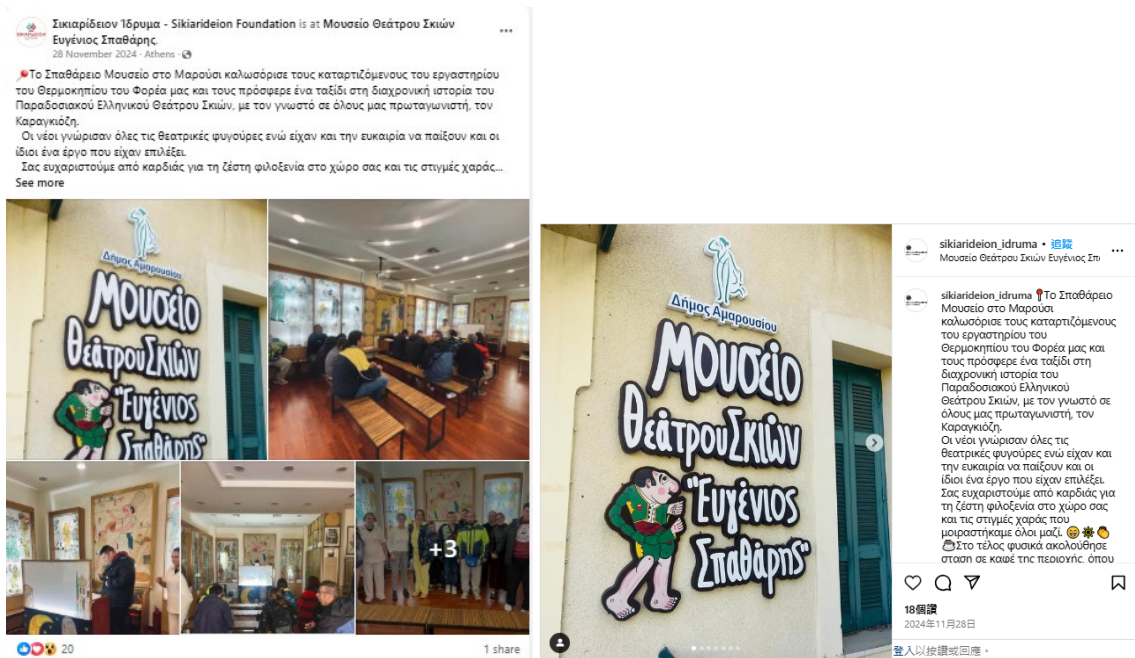 Σικιαρίδειον Ίδρυμα - Sikiarideion Foundation is at Μουσείο Θεάτρου Σκιών
Ευγένιος Σπαθάρης.
28 November 2024 · Athens ·
Το Σπαθάρειο Μουσείο στο Μαρούσι καλωσόρισε τους καταρτιζόμενους του εργαστηρίου
του Θερμοκηπίου του Φορέα μας και τους πρόσφερε ένα ταξίδι στη διαχρονική ιστορία του
Παραδοσιακού Ελληνικού Θεάτρου Σκιών, με τον γνωστό σε όλους μας πρωταγωνιστή, τον
Καραγκιόζη.
Οι νέοι γνώρισαν όλες τις θεατρικές φυγούρες ενώ είχαν και την ευκαιρία να παίξουν και οι
ίδιοι ένα έργο που είχαν επιλέξει.
Σας ευχαριστούμε από καρδιάς για τη ζέστη φιλοξενία στο χώρο σας και τις στιγμές χαράς...
See more
Δήμος Αμαρουσίου
Μουσείο
Θεάτρου Σκιών
"Ευγένιος
Σπαθάρης"
+3
20
1 share
Δήμος Αμαρουσίου
Μουσείο
Θεάτρου Σκιών
"Ευγένιος
Σπαθάρης"
sikiarideion_idruma • 追蹤
Μουσείο Θεάτρου Σκιών Ευγένιος Σπα
sikiarideion_idruma 📍Το Σπαθάρειο
Μουσείο στο Μαρούσι
καλωσόρισε τους καταρτιζόμενους
του εργαστηρίου του
Θερμοκηπίου του Φορέα μας και
τους πρόσφερε ένα ταξίδι στη
διαχρονική ιστορία του
Παραδοσιακού Ελληνικού
Θεάτρου Σκιών, με τον γνωστό σε
όλους μας πρωταγωνιστή, τον
Καραγκιόζη.
Οι νέοι γνώρισαν όλες τις
θεατρικές φυγούρες ενώ είχαν και
την ευκαιρία να παίξουν και οι
ίδιοι ένα έργο που είχαν επιλέξει.
Σας ευχαριστούμε από καρδιάς για
τη ζέστη φιλοξενία στο χώρο σας
και τις στιγμές χαράς που
μοιραστήκαμε όλοι μαζί.
Στο τέλος φυσικά ακολούθησε
σταση σε καφέ της περιοχής, όπου
18個讚
2024年11月28日
登入以按讚或回應。